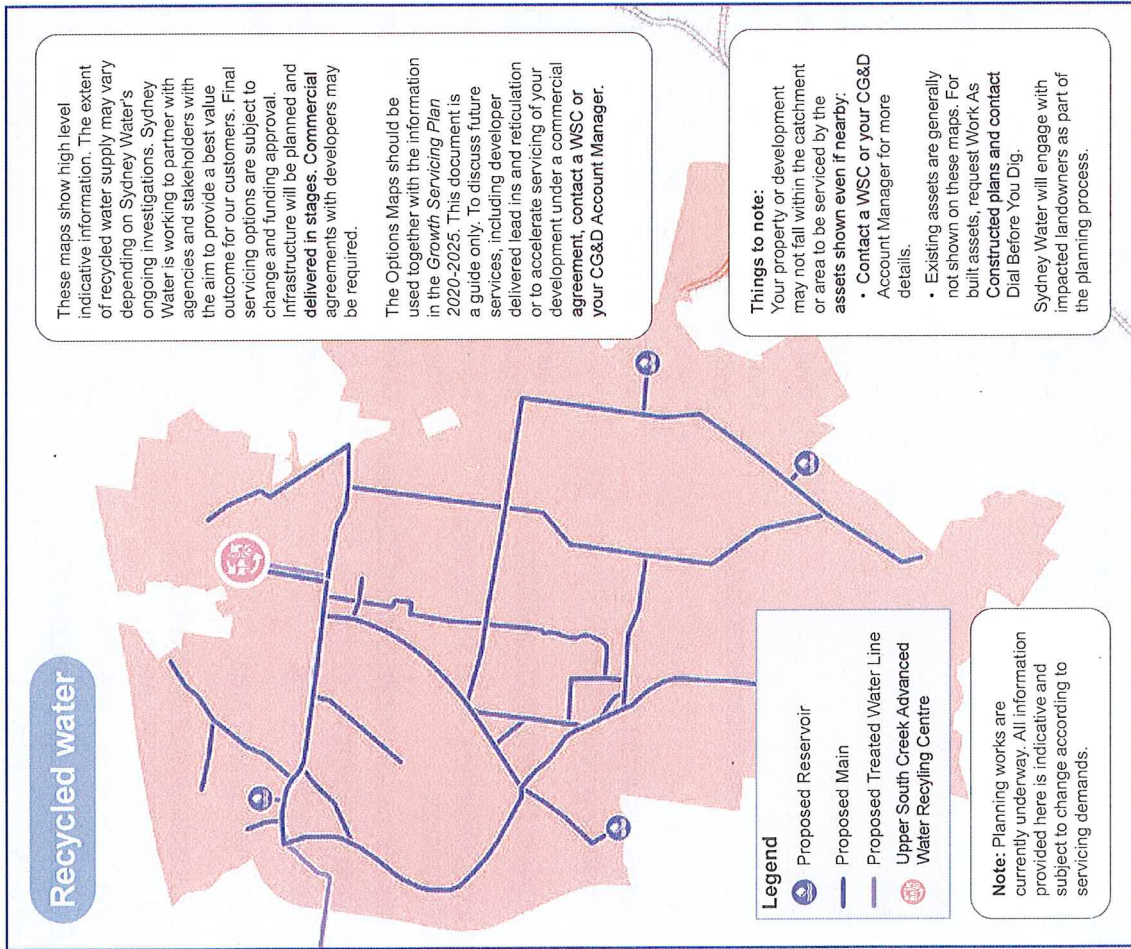 Recycled water
These maps show high level
indicative information. The extent
of recycled water supply may vary
depending on Sydney Water's
ongoing investigations. Sydney
Water is working to partner with
agencies and stakeholders with
the aim to provide a best value
outcome for our customers. Final
servicing options are subject to
change and funding approval.
Infrastructure will be planned and
delivered in stages. Commercial
agreements with developers may
be required.
The Options Maps should be
used together with the information
in the Growth Servicing Plan
2020-2025. This document is
a guide only. To discuss future
services, including developer
delivered lead ins and reticulation
or to accelerate servicing of your
development under a commercial
agreement, contact a WSC or
your CG&D Account Manager.
Things to note:
Your property or development
may not fall within the catchment
or area to be serviced by the
assets shown even if nearby:
• Contact a WSC or your CG&D
Account Manager for more
details.
• Existing assets are generally
not shown on these maps. For
built assets, request Work As
Constructed plans and contact
Dial Before You Dig.
Sydney Water will engage with
impacted landowners as part of
the planning process.
Legend
Proposed Reservoir
Proposed Main
Proposed Treated Water Line
Upper South Creek Advanced
Water Recyling Centre
Note: Planning works are
currently underway. All information
provided here is indicative and
subject to change according to
servicing demands.